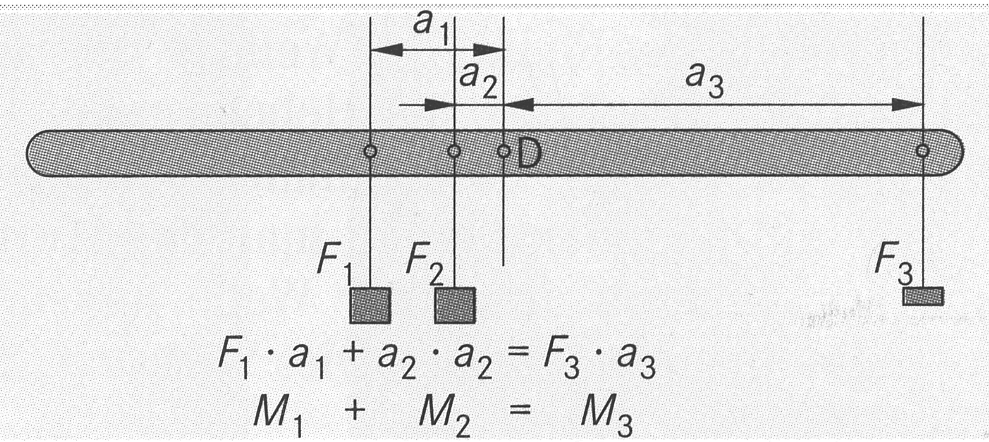 a₁
a₂ a₃
D
F₁ F₂ F₃
F₁ · a₁ + a₂ · a₂ = F₃ · a₃
M₁ + M₂ = M₃